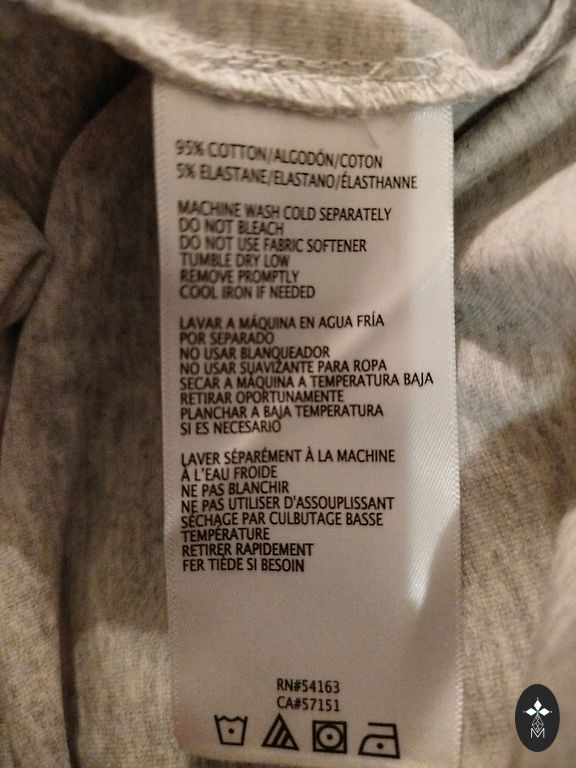 95% COTTON/ALGODÓN/COTON
5% ELASTANE/ELASTANO/ÉLASTHANNE
MACHINE WASH COLD SEPARATELY
DO NOT BLEACH
DO NOT USE FABRIC SOFTENER
TUMBLE DRY LOW
REMOVE PROMPTLY
COOL IRON IF NEEDED
LAVAR A MÁQUINA EN AGUA FRÍA
POR SEPARADO
NO USAR BLANQUEADOR
NO USAR SUAVIZANTE PARA ROPA
SECAR A MÁQUINA A TEMPERATURA BAJA
RETIRAR OPORTUNAMENTE
PLANCHAR A BAJA TEMPERATURA
SI ES NECESARIO
LAVER SÉPARÉMENT À LA MACHINE
À L'EAU FROIDE
NE PAS BLANCHIR
NE PAS UTILISER D'ASSOUPLISSANT
SÉCHAGE PAR CULBUTAGE BASSE
TEMPÉRATURE
RETIRER RAPIDEMENT
FER TIÈDE SI BESOIN
RN#54163
CA#57151